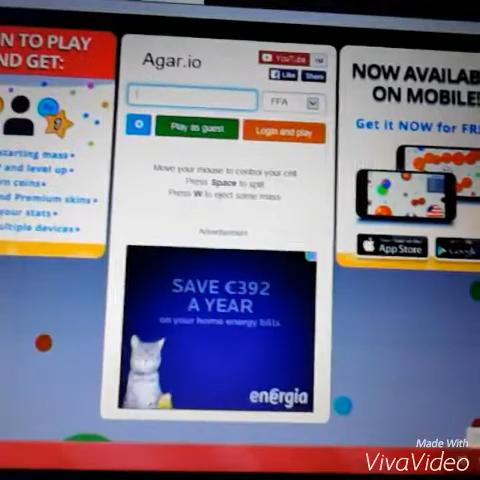 N TO PLAY
ND GET:
starting mass
and level up
rn coins
nd Premium skins
your stats
ultiple devices
Agar.io
YouTube
Like
Share
FFA
Play as guest
Login and play
Move your mouse to control your cell
Press Space to split
Press W to eject some mass
Advertisement
SAVE €392
A YEAR
on your home energy bills
energia
NOW AVAILAB
ON MOBILE!
Get it NOW for FR
App Store
Google
Made With
VivaVideo